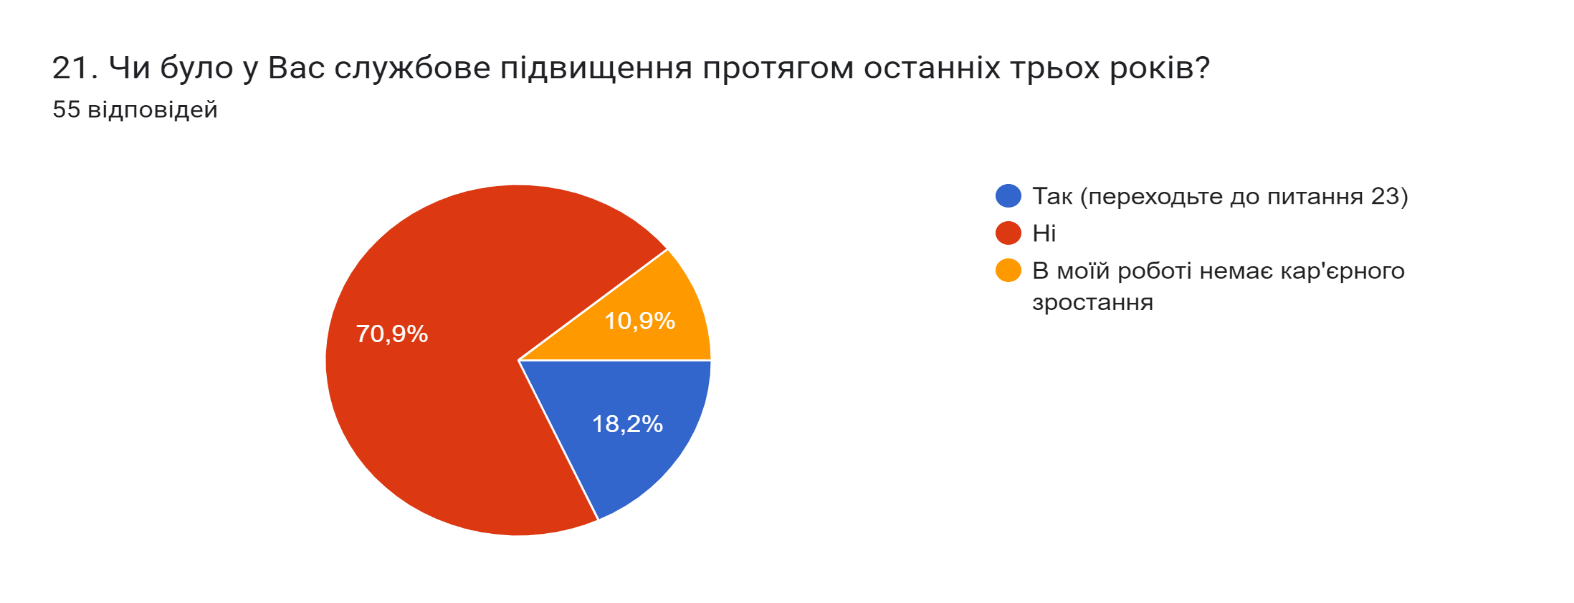 21. Чи було у Вас службове підвищення протягом останніх трьох років?
55 відповідей
Так (переходьте до питання 23)
Ні
В моїй роботі немає кар'єрного
зростання
70,9%
10,9%
18,2%